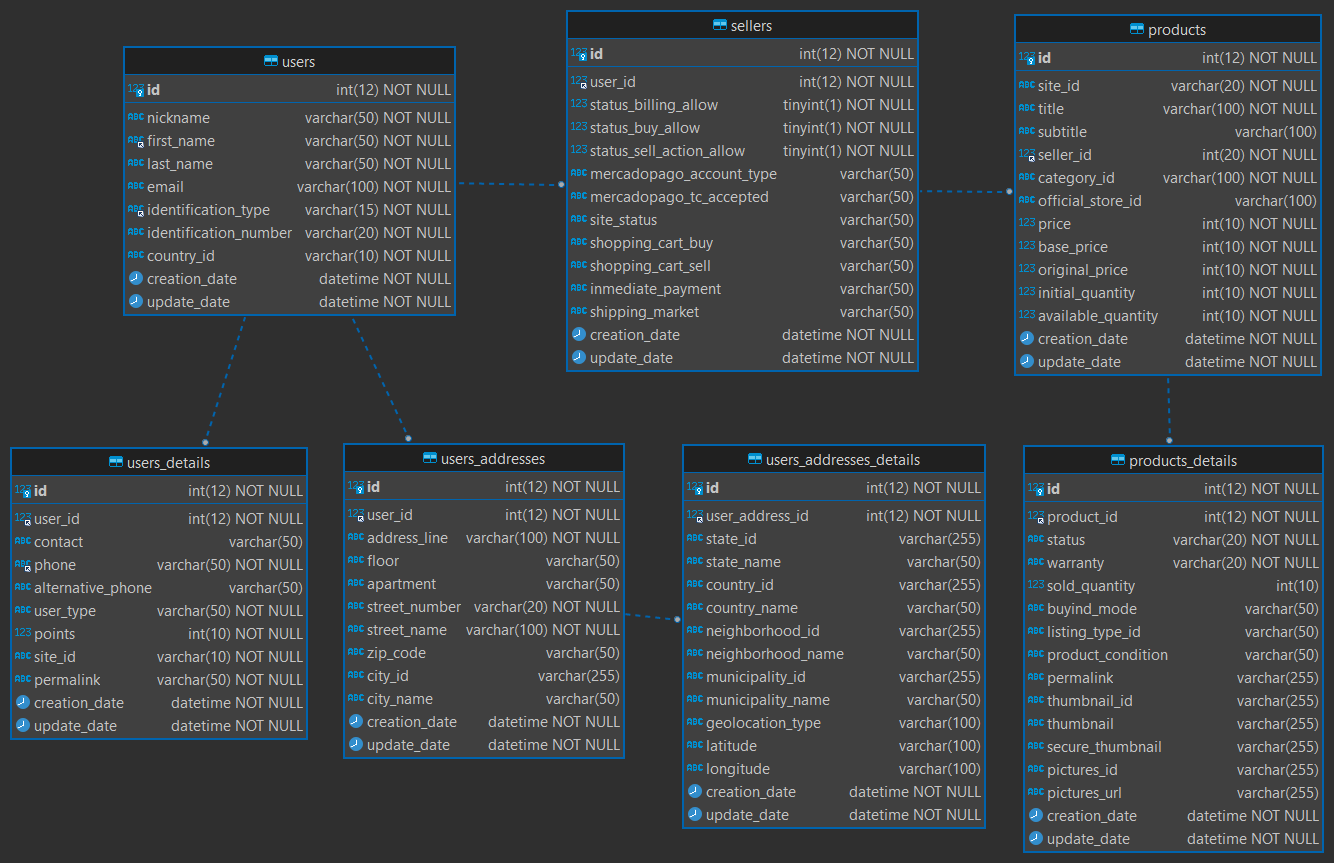 users
id int(12) NOT NULL
nickname varchar(50) NOT NULL
first_name varchar(50) NOT NULL
last_name varchar(50) NOT NULL
email varchar(100) NOT NULL
identification_type varchar(15) NOT NULL
identification_number varchar(20) NOT NULL
country_id varchar(10) NOT NULL
creation_date datetime NOT NULL
update_date datetime NOT NULL
sellers
id int(12) NOT NULL
user_id int(12) NOT NULL
status_billing_allow tinyint(1) NOT NULL
status_buy_allow tinyint(1) NOT NULL
status_sell_action_allow tinyint(1) NOT NULL
mercadopago_account_type varchar(50)
mercadopago_tc_accepted varchar(50)
site_status varchar(50)
shopping_cart_buy varchar(50)
shopping_cart_sell varchar(50)
inmediate_payment varchar(50)
shipping_market varchar(50)
creation_date datetime NOT NULL
update_date datetime NOT NULL
products
id int(12) NOT NULL
site_id varchar(20) NOT NULL
title varchar(100) NOT NULL
subtitle varchar(100)
seller_id int(20) NOT NULL
category_id varchar(100) NOT NULL
official_store_id varchar(100)
price int(10) NOT NULL
base_price int(10) NOT NULL
original_price int(10) NOT NULL
initial_quantity int(10) NOT NULL
available_quantity int(10) NOT NULL
creation_date datetime NOT NULL
update_date datetime NOT NULL
users_details
id int(12) NOT NULL
user_id int(12) NOT NULL
contact varchar(50)
phone varchar(50) NOT NULL
alternative_phone varchar(50)
user_type varchar(50) NOT NULL
points int(10) NOT NULL
site_id varchar(10) NOT NULL
permalink varchar(50) NOT NULL
creation_date datetime NOT NULL
update_date datetime NOT NULL
users_addresses
id int(12) NOT NULL
user_id int(12) NOT NULL
address_line varchar(100) NOT NULL
floor varchar(50)
apartment varchar(50)
street_number varchar(20) NOT NULL
street_name varchar(100) NOT NULL
zip_code varchar(50)
city_id varchar(255)
city_name varchar(50)
creation_date datetime NOT NULL
update_date datetime NOT NULL
users_addresses_details
id int(12) NOT NULL
user_address_id int(12) NOT NULL
state_id varchar(255)
state_name varchar(50)
country_id varchar(255)
country_name varchar(50)
neighborhood_id varchar(255)
neighborhood_name varchar(50)
municipality_id varchar(255)
municipality_name varchar(50)
geolocation_type varchar(100)
latitude varchar(100)
longitude varchar(100)
creation_date datetime NOT NULL
update_date datetime NOT NULL
products_details
id int(12) NOT NULL
product_id int(12) NOT NULL
status varchar(20) NOT NULL
warranty varchar(20) NOT NULL
sold_quantity int(10)
buyind_mode varchar(50)
listing_type_id varchar(50)
product_condition varchar(50)
permalink varchar(255)
thumbnail_id varchar(255)
thumbnail varchar(255)
secure_thumbnail varchar(255)
pictures_id varchar(255)
pictures_url varchar(255)
creation_date datetime NOT NULL
update_date datetime NOT NULL